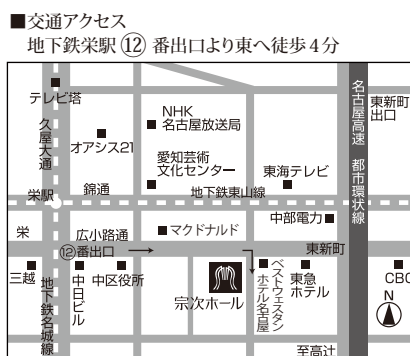 ■交通アクセス
地下鉄栄駅⑫番出口より東へ徒歩4分
テレビ塔
久屋大通
オアシス21
NHK
名古屋放送局
愛知芸術
文化センター
東海テレビ
名古屋高速 都市環状線
東新町
出口
栄駅
錦通
地下鉄東山線
中部電力
栄
広小路通
マクドナルド
東新町
⑫番出口
三越
地下鉄名城線
中日ビル
中区役所
宗次ホール
ベストウェスタン
ホテル名古屋
東急
ホテル
CBC
N
至高辻